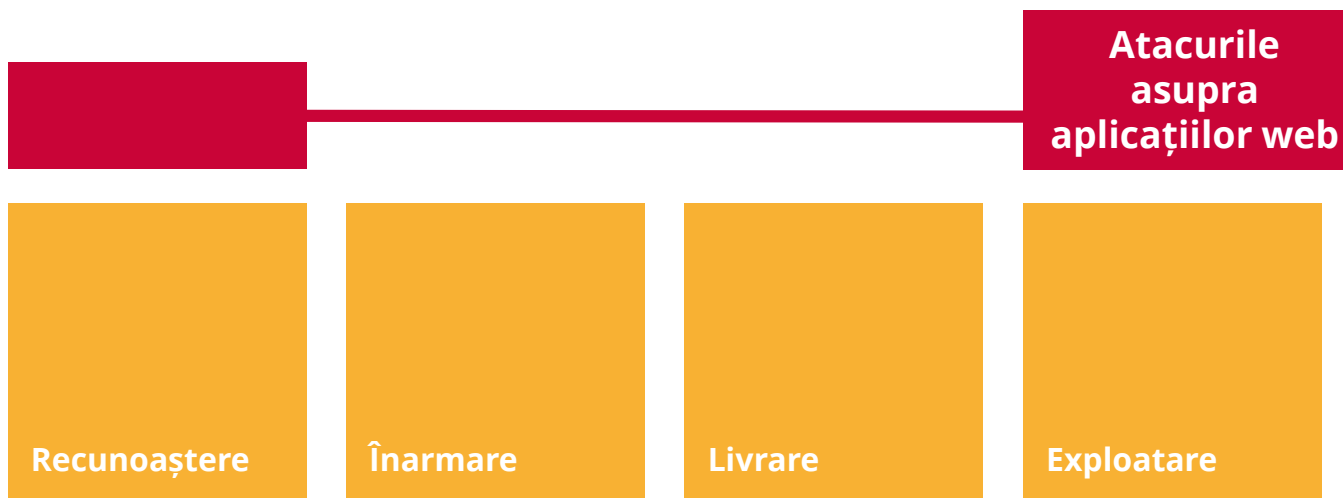 Atacurile
asupra
aplicațiilor web
Recunoaștere
Înarmare
Livrare
Exploatare